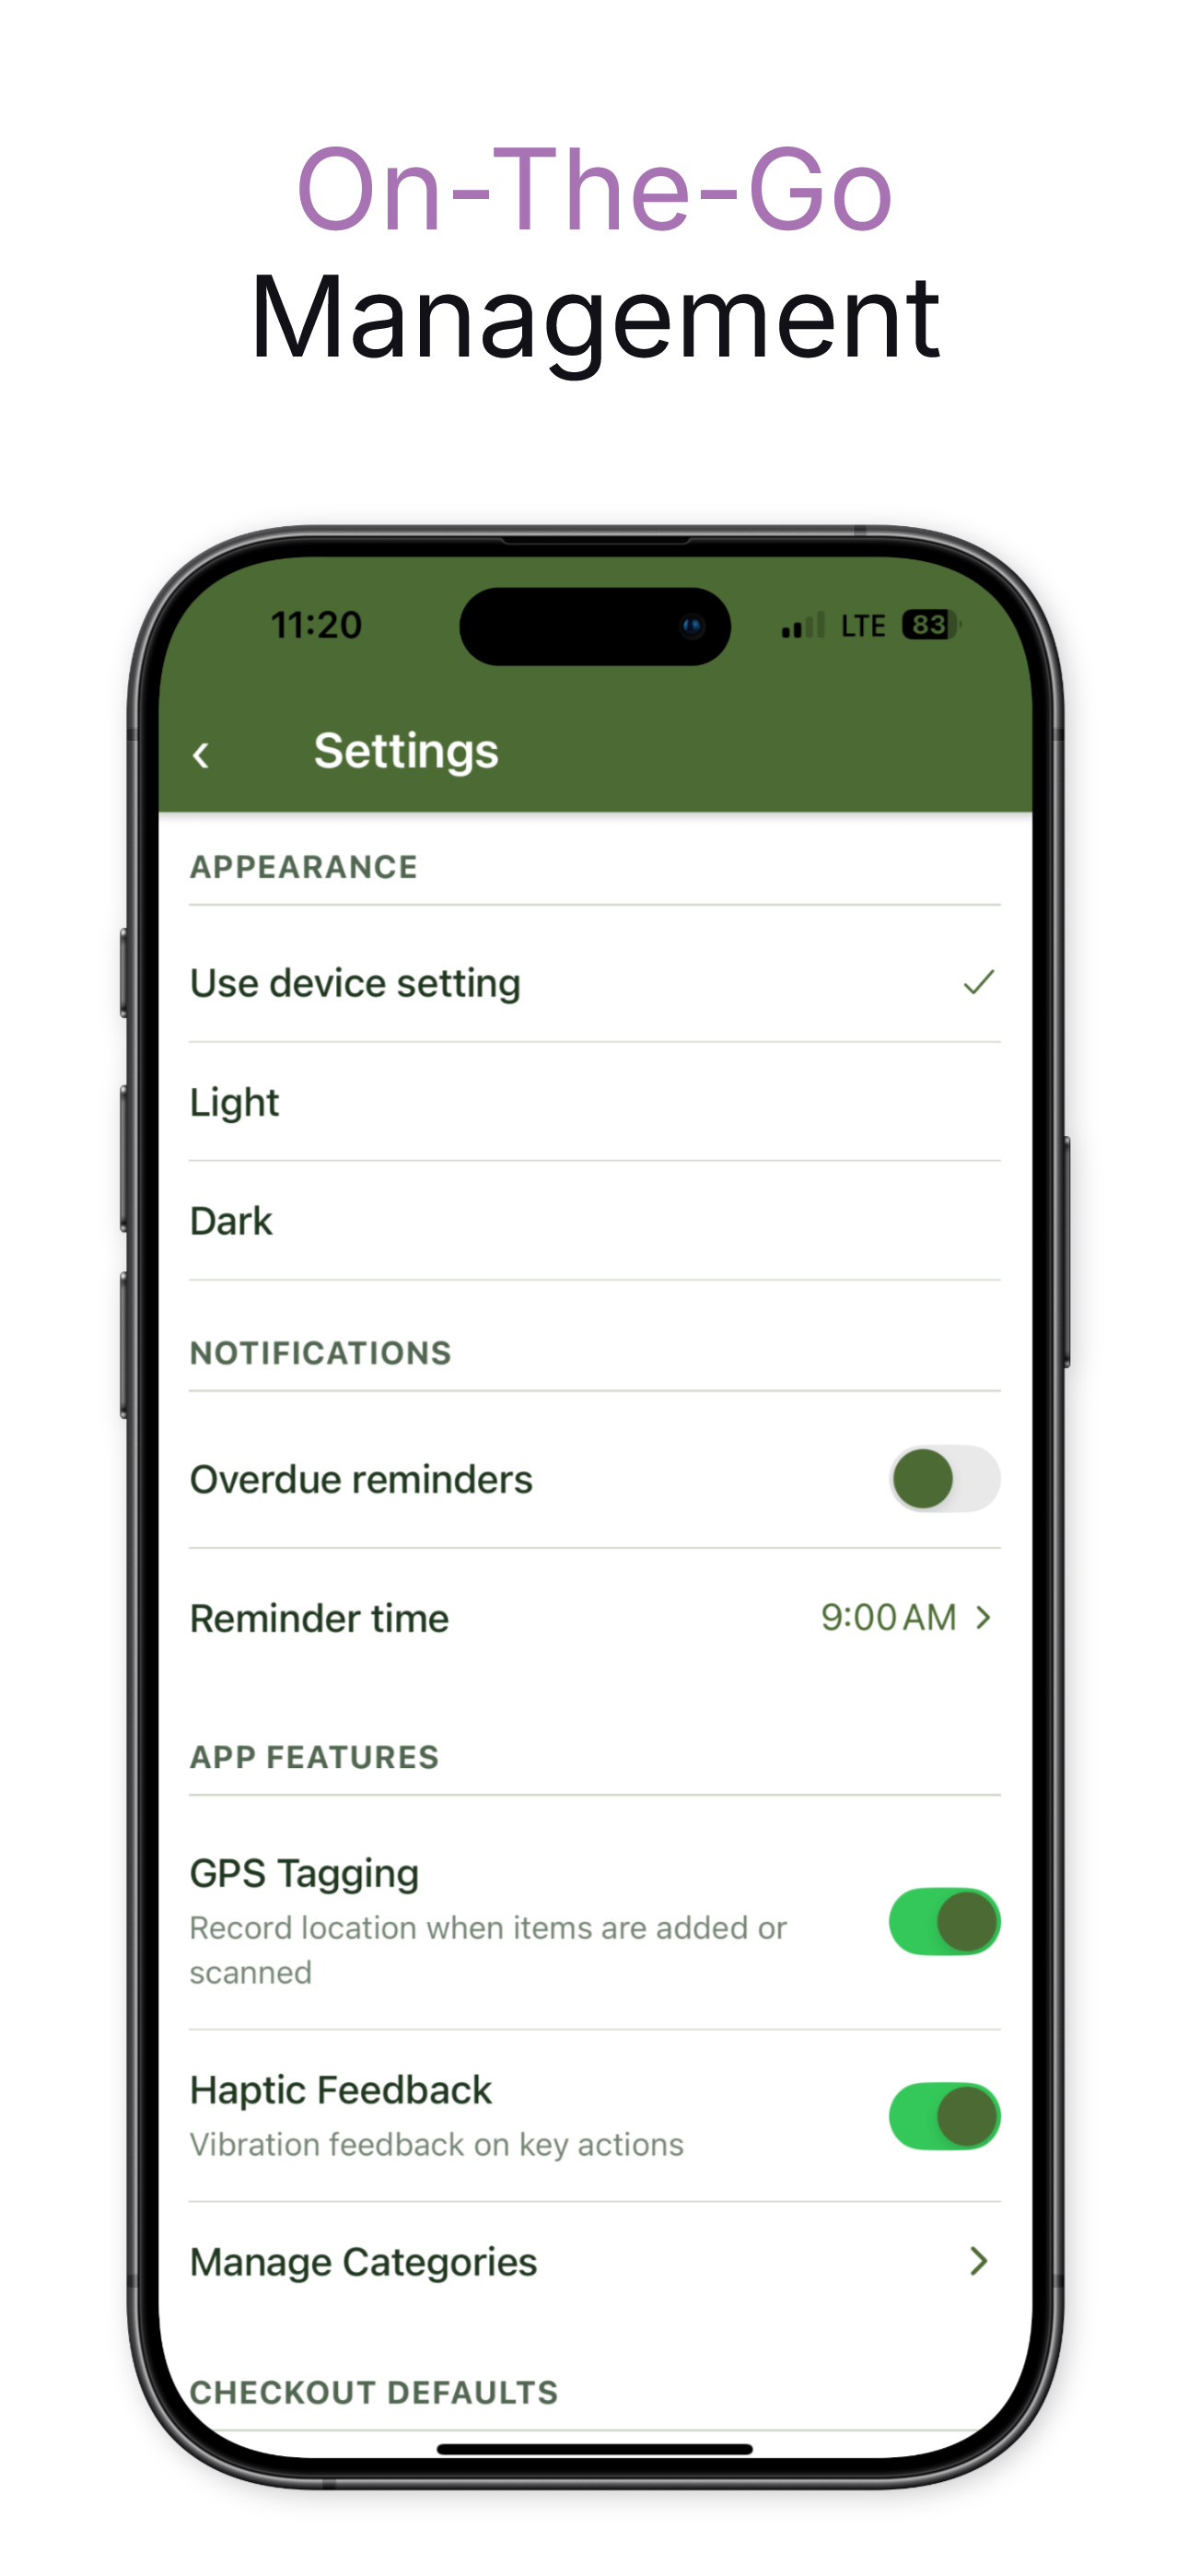 On-The-Go
Management
11:20
LTE 83
Settings
APPEARANCE
Use device setting
Light
Dark
NOTIFICATIONS
Overdue reminders
Reminder time 9:00 AM
APP FEATURES
GPS Tagging
Record location when items are added or
scanned
Haptic Feedback
Vibration feedback on key actions
Manage Categories
CHECKOUT DEFAULTS